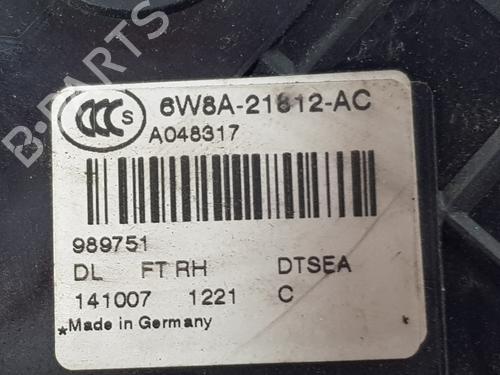 B-PARTS
CCC S
6W8A-21812-AC
A048317
989751
DL FT RH DTSEA
141007 1221 C
*Made in Germany